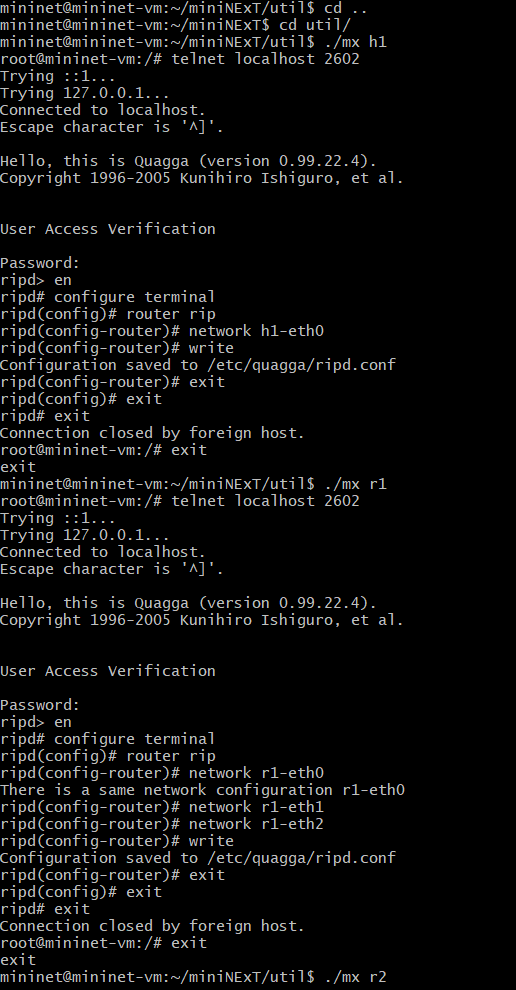 mininet@mininet-vm:~/miniNExT/util$ cd ..
mininet@mininet-vm:~/miniNExT$ cd util/
mininet@mininet-vm:~/miniNExT/util$ ./mx h1
root@mininet-vm:/# telnet localhost 2602
Trying ::1...
Trying 127.0.0.1...
Connected to localhost.
Escape character is '^]'.
Hello, this is Quagga (version 0.99.22.4).
Copyright 1996-2005 Kunihiro Ishiguro, et al.
User Access Verification
Password:
ripd> en
ripd# configure terminal
ripd(config)# router rip
ripd(config-router)# network h1-eth0
ripd(config-router)# write
Configuration saved to /etc/quagga/ripd.conf
ripd(config-router)# exit
ripd(config)# exit
ripd# exit
Connection closed by foreign host.
root@mininet-vm:/# exit
exit
mininet@mininet-vm:~/miniNExT/util$ ./mx r1
root@mininet-vm:/# telnet localhost 2602
Trying ::1...
Trying 127.0.0.1...
Connected to localhost.
Escape character is '^]'.
Hello, this is Quagga (version 0.99.22.4).
Copyright 1996-2005 Kunihiro Ishiguro, et al.
User Access Verification
Password:
ripd> en
ripd# configure terminal
ripd(config)# router rip
ripd(config-router)# network r1-eth0
There is a same network configuration r1-eth0
ripd(config-router)# network r1-eth1
ripd(config-router)# network r1-eth2
ripd(config-router)# write
Configuration saved to /etc/quagga/ripd.conf
ripd(config-router)# exit
ripd(config)# exit
ripd# exit
Connection closed by foreign host.
root@mininet-vm:/# exit
exit
mininet@mininet-vm:~/miniNExT/util$ ./mx r2